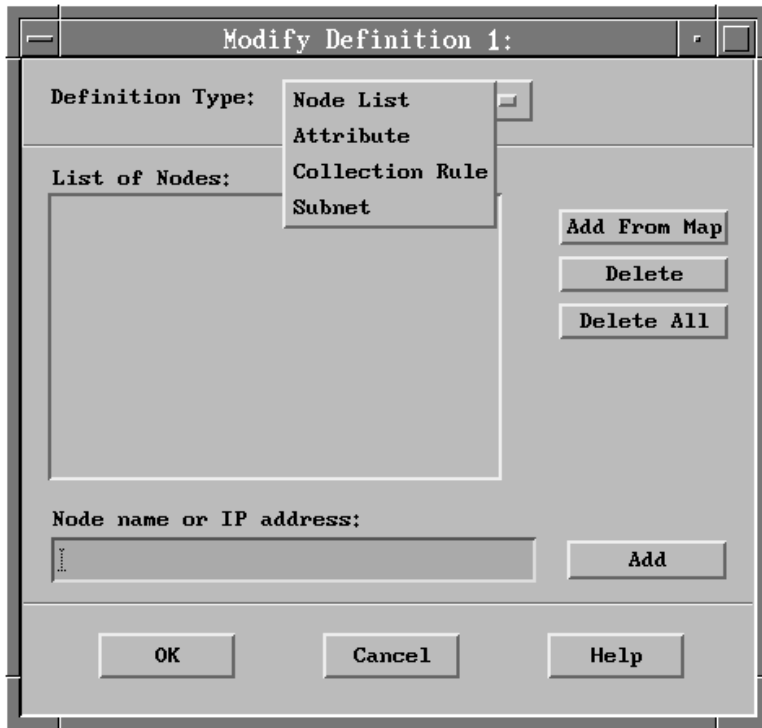 Modify Definition 1:
Definition Type:
Node List
Attribute
Collection Rule
Subnet
List of Nodes:
Add From Map
Delete
Delete All
Node name or IP address:
Add
OK
Cancel
Help